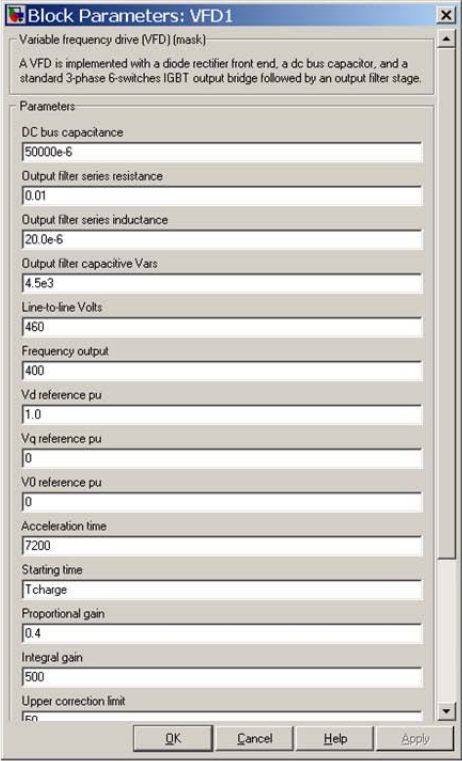 Block Parameters: VFD1
Variable frequency drive (VFD) (mask)
A VFD is implemented with a diode rectifier front end, a dc bus capacitor, and a
standard 3-phase 6-switches IGBT output bridge followed by an output filter stage.
Parameters
DC bus capacitance
50000e-6
Output filter series resistance
0.01
Output filter series inductance
20.0e-6
Output filter capacitive Vars
4.5e3
Line-to-line Volts
460
Frequency output
400
Vd reference pu
1.0
Vq reference pu
0
V0 reference pu
0
Acceleration time
7200
Starting time
Tcharge
Proportional gain
0.4
Integral gain
500
Upper correction limit
OK Cancel Help Apply